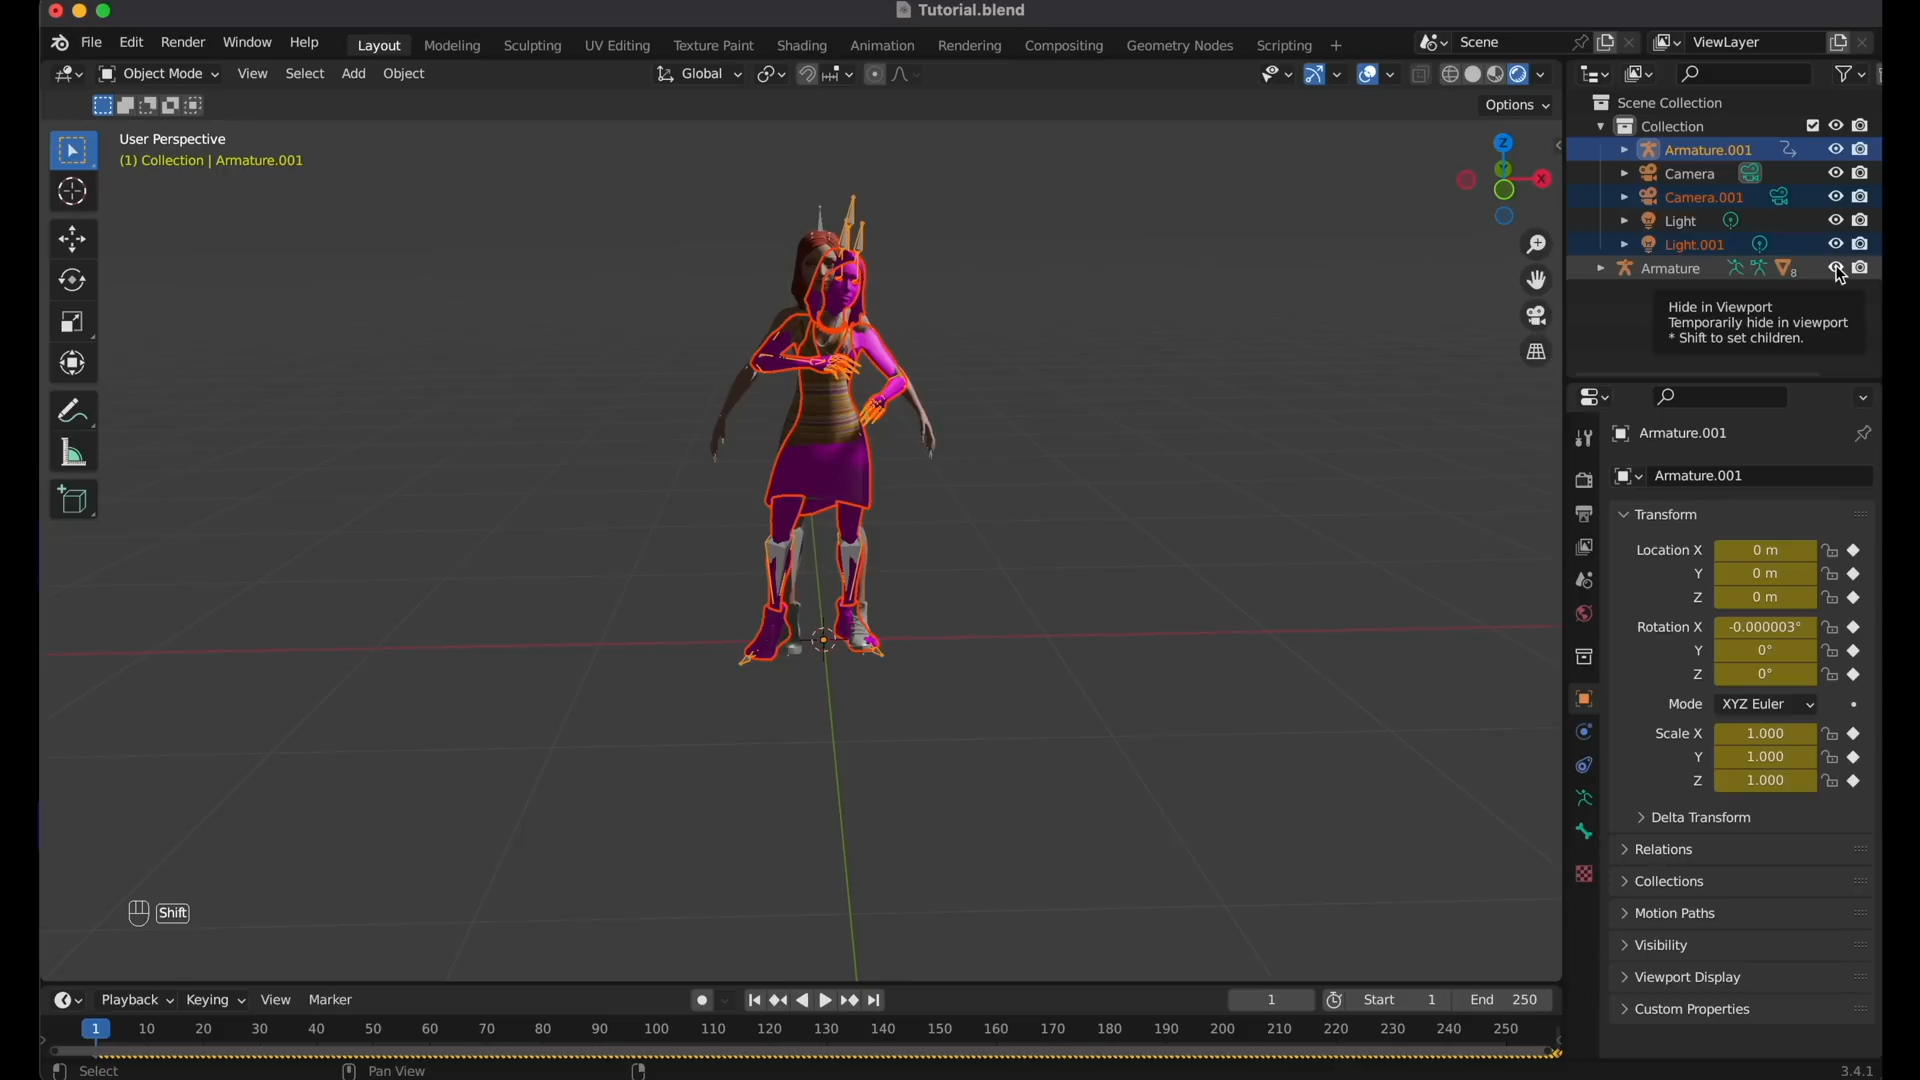 Tutorial.blend
File Edit Render Window Help Layout Modeling Sculpting UV Editing Texture Paint Shading Animation Rendering Compositing Geometry Nodes Scripting + Scene ViewLayer
Object Mode View Select Add Object Global
Options
User Perspective
(1) Collection | Armature.001
Z
X
Scene Collection
Collection
Armature.001
Camera
Camera.001
Light
Light.001
Armature 8
Hide in Viewport
Temporarily hide in viewport
* Shift to set children.
Armature.001
Armature.001
Transform
Location X 0 m
Y 0 m
Z 0 m
Rotation X -0.000003°
Y 0°
Z 0°
Mode XYZ Euler
Scale X 1.000
Y 1.000
Z 1.000
Delta Transform
Relations
Collections
Motion Paths
Visibility
Viewport Display
Custom Properties
Shift
Playback Keying View Marker 1 Start 1 End 250
1 10 20 30 40 50 60 70 80 90 100 110 120 130 140 150 160 170 180 190 200 210 220 230 240 250
Select Pan View 3.4.1